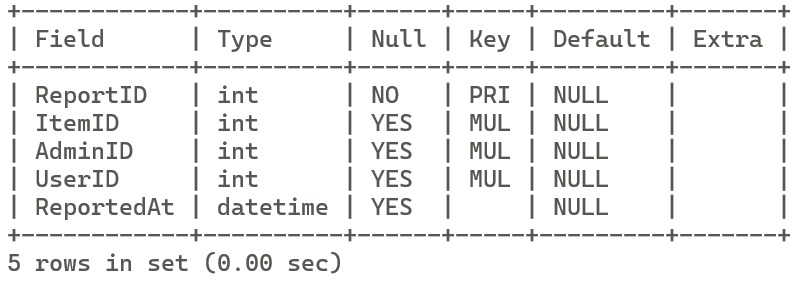 +------------+----------+------+-----+---------+-------+
| Field      | Type     | Null | Key | Default | Extra |
+------------+----------+------+-----+---------+-------+
| ReportID   | int      | NO   | PRI | NULL    |       |
| ItemID     | int      | YES  | MUL | NULL    |       |
| AdminID    | int      | YES  | MUL | NULL    |       |
| UserID     | int      | YES  | MUL | NULL    |       |
| ReportedAt | datetime | YES  |     | NULL    |       |
+------------+----------+------+-----+---------+-------+
5 rows in set (0.00 sec)